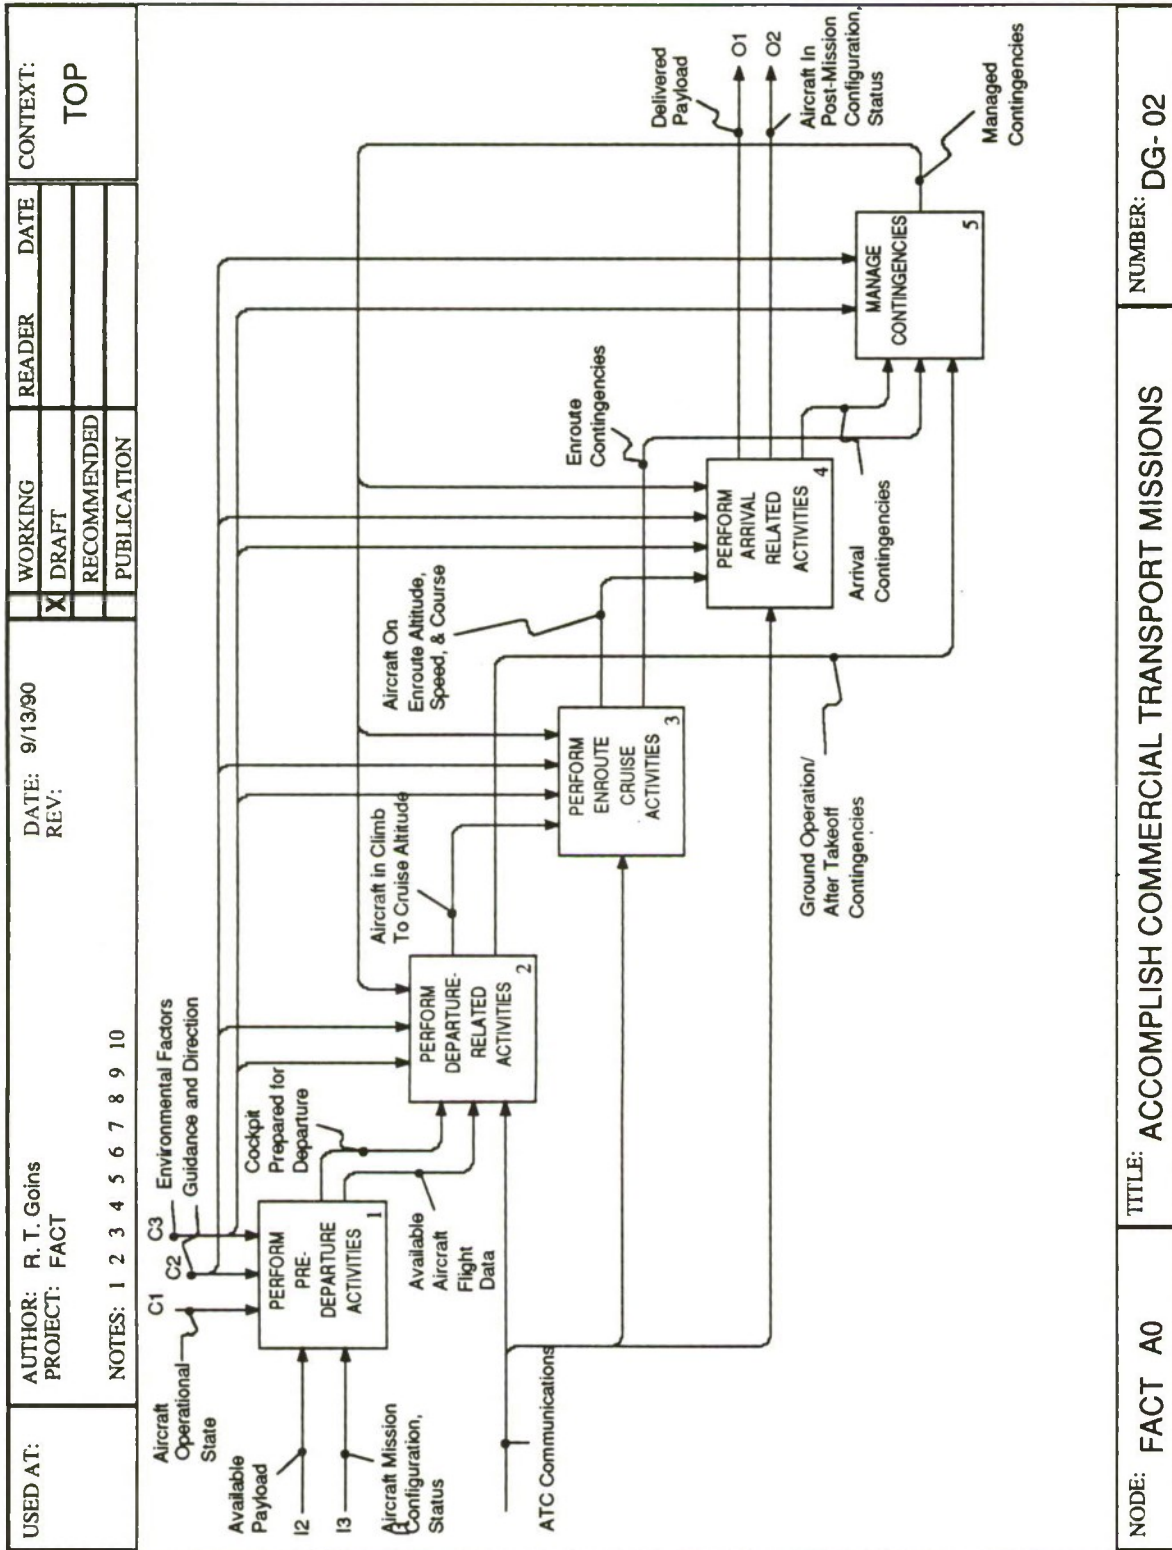 USED AT:
AUTHOR: R. T. Goins
PROJECT: FACT
DATE: 9/13/90
REV:
NOTES: 1 2 3 4 5 6 7 8 9 10
WORKING
X DRAFT
RECOMMENDED
PUBLICATION
READER
DATE
CONTEXT:
TOP
C1
C2
C3
Environmental Factors
Guidance and Direction
Aircraft
Operational
State
Available
Payload
I2
I3
Aircraft Mission
Configuration,
Status
ATC Communications
PERFORM
PRE-
DEPARTURE
ACTIVITIES
1
Cockpit
Prepared for
Departure
Available
Aircraft
Flight
Data
PERFORM
DEPARTURE-
RELATED
ACTIVITIES
2
Aircraft in Climb
To Cruise Altitude
Ground Operation/
After Takeoff
Contingencies
PERFORM
ENROUTE
CRUISE
ACTIVITIES
3
Aircraft On
Enroute Altitude,
Speed, & Course
Enroute
Contingencies
PERFORM
ARRIVAL
RELATED
ACTIVITIES
4
Arrival
Contingencies
MANAGE
CONTINGENCIES
5
Delivered
Payload
O1
O2
Aircraft In
Post-Mission
Configuration,
Status
Managed
Contingencies
NODE: FACT A0
TITLE: ACCOMPLISH COMMERCIAL TRANSPORT MISSIONS
NUMBER: DG-02